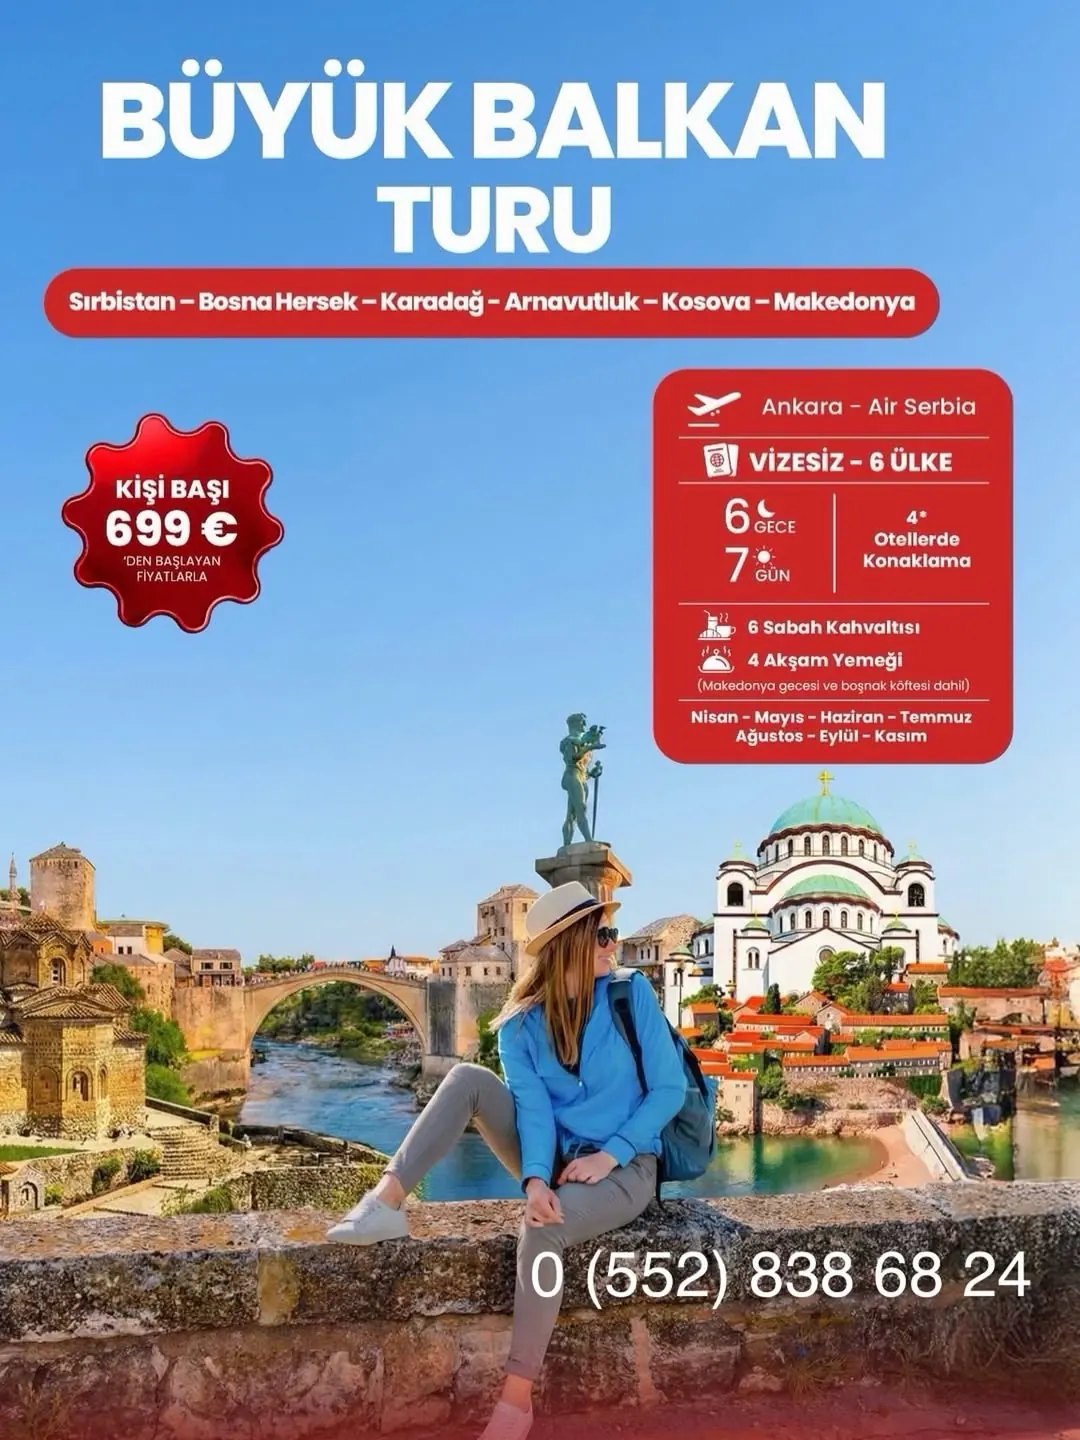 BÜYÜK BALKAN
TURU
Sırbistan – Bosna Hersek – Karadağ - Arnavutluk – Kosova – Makedonya
Ankara - Air Serbia
VİZESİZ - 6 ÜLKE
6 GECE
7 GÜN
4*
Otellerde
Konaklama
6 Sabah Kahvaltısı
4 Akşam Yemeği
(Makedonya gecesi ve boşnak köftesi dahil)
Nisan - Mayıs - Haziran - Temmuz
Ağustos - Eylül - Kasım
KİŞİ BAŞI
699 €
'DEN BAŞLAYAN
FİYATLARLA
0 (552) 838 68 24